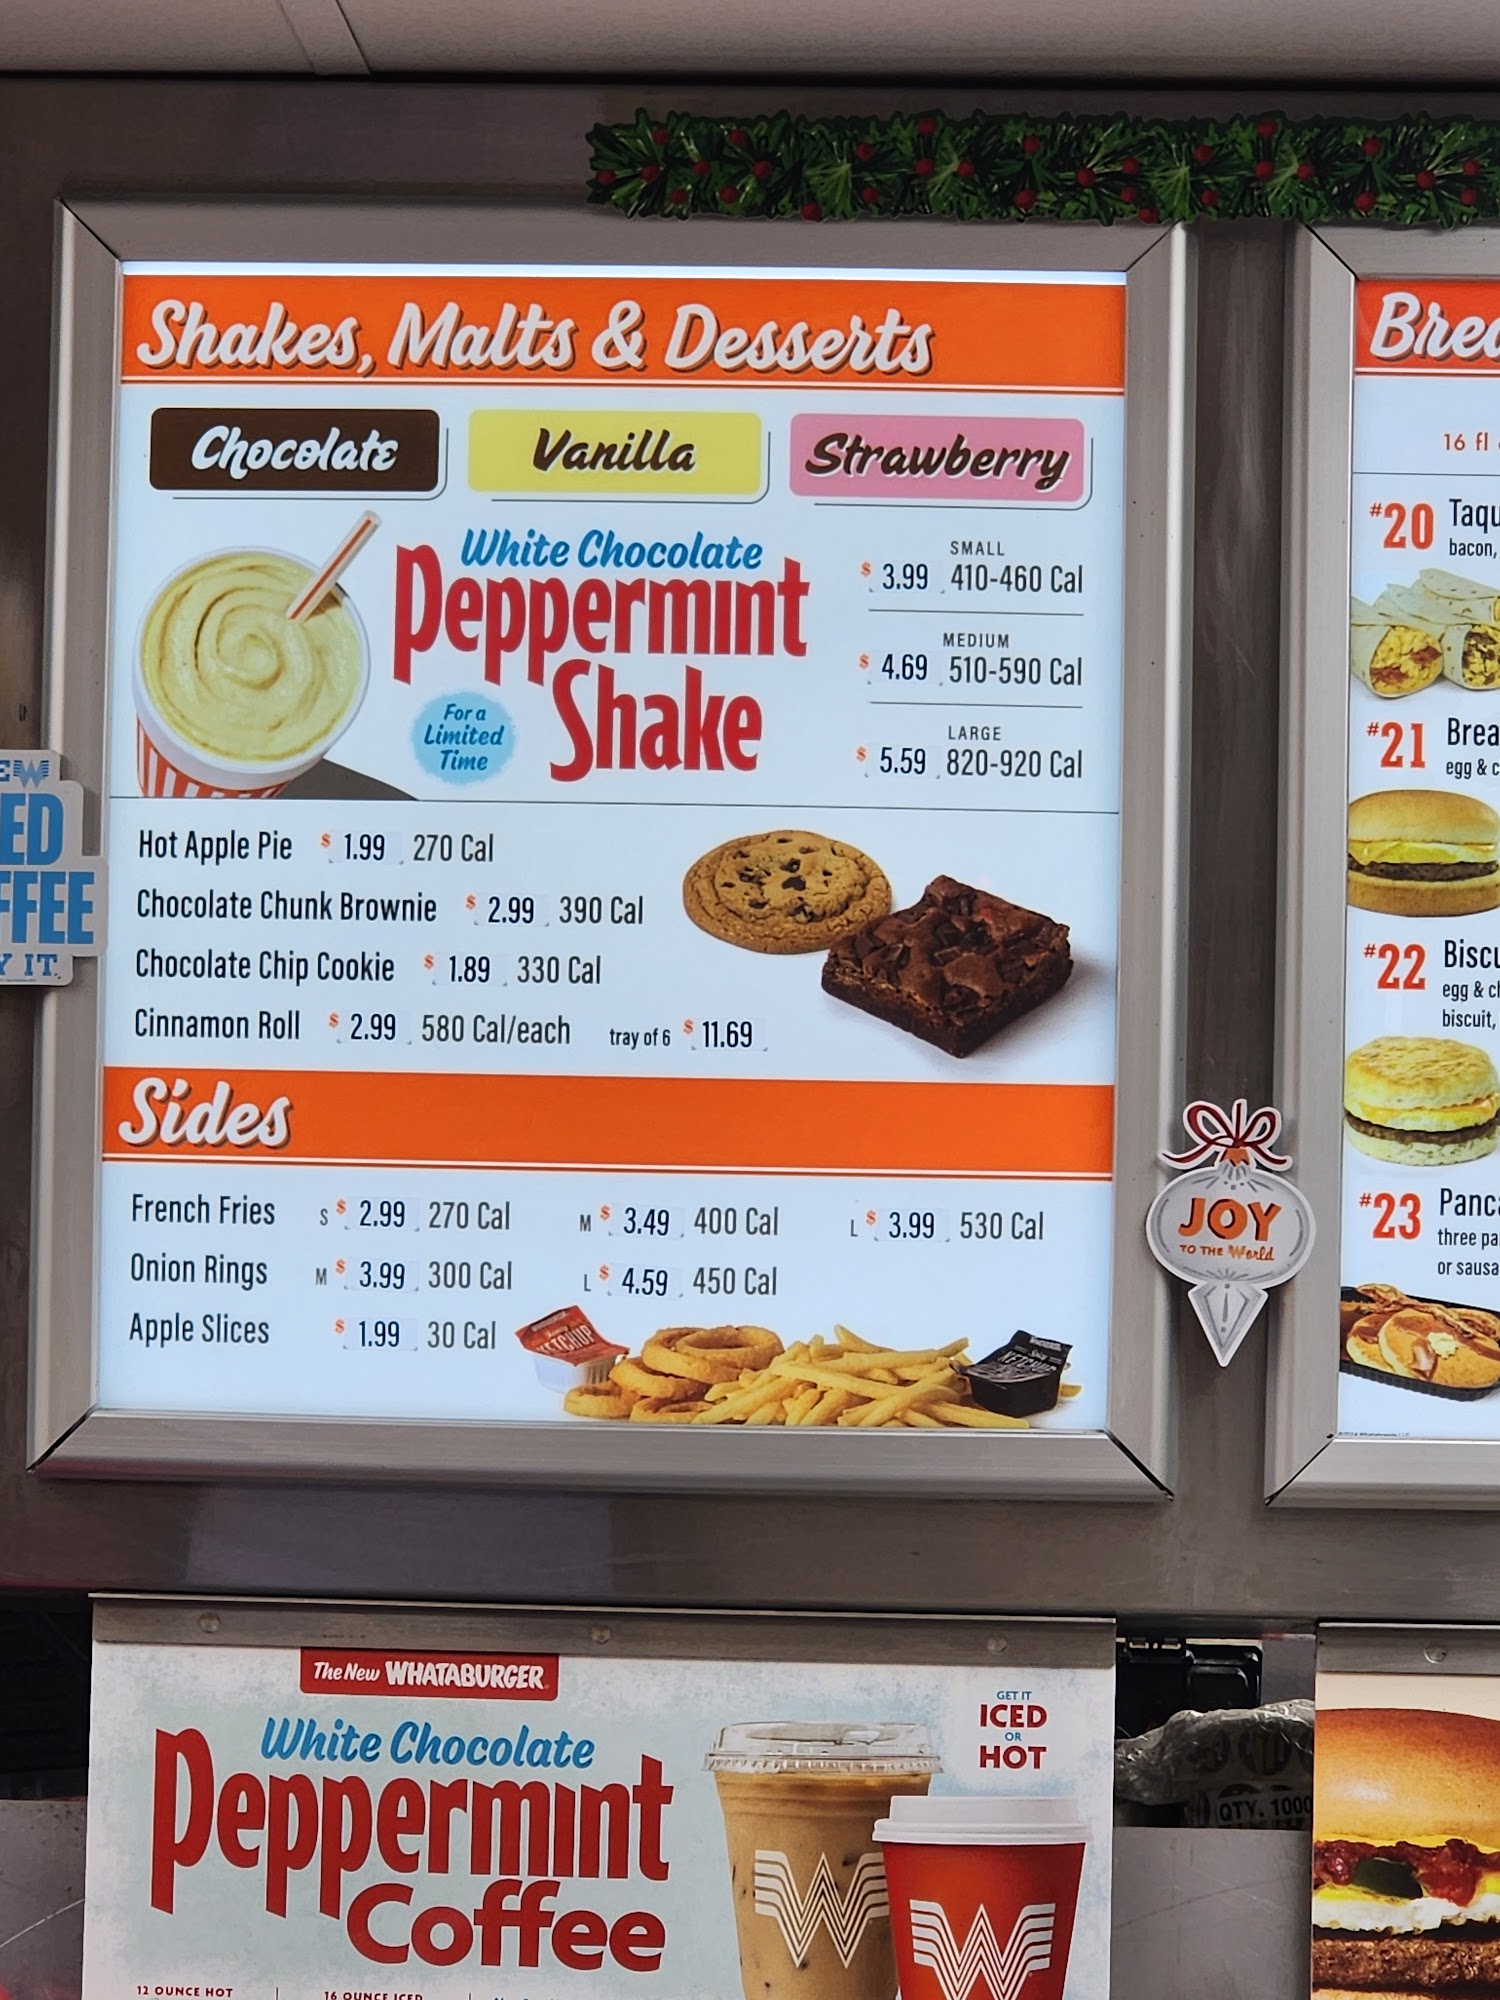 Shakes, Malts & Desserts
Chocolate Vanilla Strawberry
White Chocolate
Peppermint
Shake
For a
Limited
Time
SMALL
$ 3.99 410-460 Cal
MEDIUM
$ 4.69 510-590 Cal
LARGE
$ 5.59 820-920 Cal
Hot Apple Pie $ 1.99 270 Cal
Chocolate Chunk Brownie $ 2.99 390 Cal
Chocolate Chip Cookie $ 1.89 330 Cal
Cinnamon Roll $ 2.99 580 Cal/each tray of 6 $ 11.69
Sides
French Fries S $ 2.99 270 Cal M $ 3.49 400 Cal L $ 3.99 530 Cal
Onion Rings M $ 3.99 300 Cal L $ 4.59 450 Cal
Apple Slices $ 1.99 30 Cal
KETCHUP
KETCHUP
EW
ED
FFEE
Y IT.
JOY
TO THE World
Brea
16 fl
#20 Taqu
bacon,
#21 Brea
egg & c
#22 Biscu
egg & ch
biscuit,
#23 Panca
three pa
or sausa
The New WHATABURGER
White Chocolate
Peppermint
Coffee
GET IT
ICED
OR
HOT
12 OUNCE HOT
16 OUNCE ICED
QTY. 1000